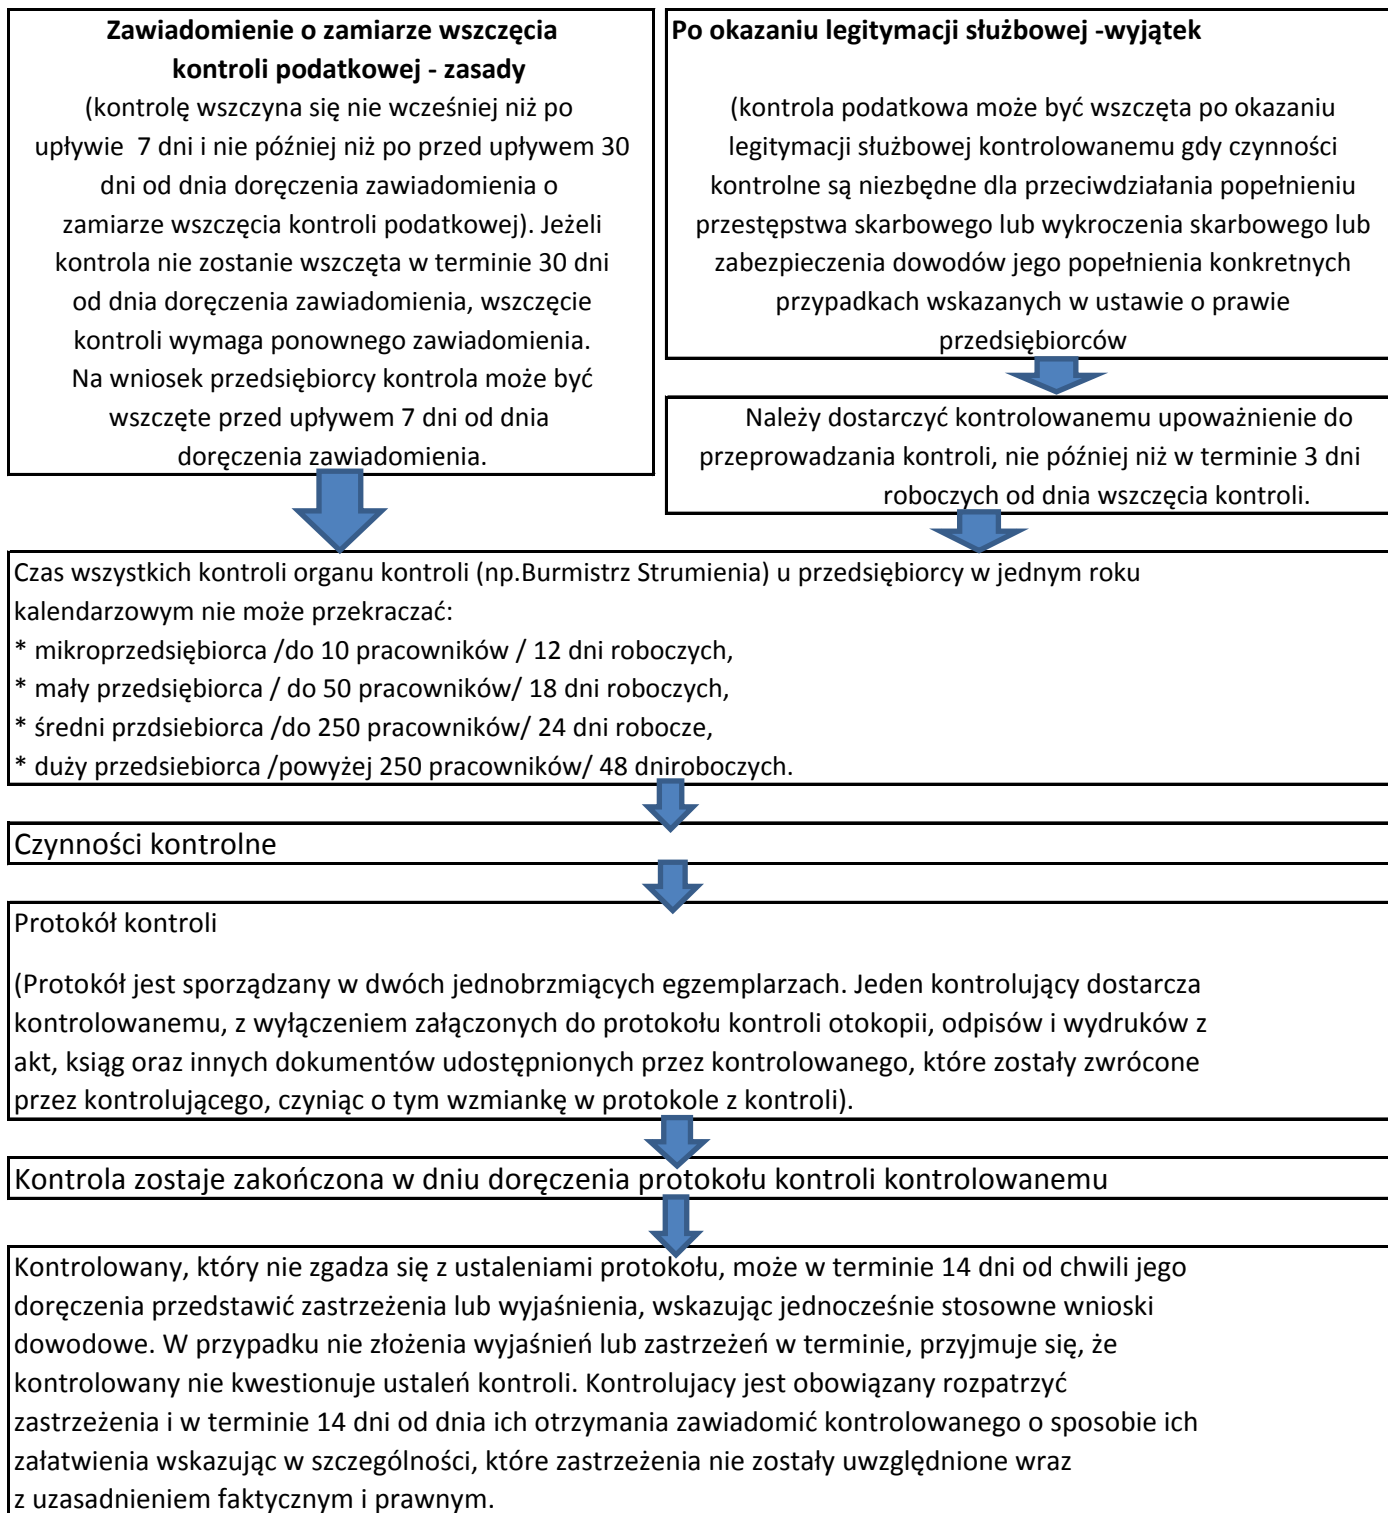 Zawiadomienie o zamiarze wszczęcia
kontroli podatkowej - zasady
(kontrolę wszczyna się nie wcześniej niż po
upływie  7 dni i nie później niż po przed upływem 30
dni od dnia doręczenia zawiadomienia o
zamiarze wszczęcia kontroli podatkowej). Jeżeli
kontrola nie zostanie wszczęta w terminie 30 dni
od dnia doręczenia zawiadomienia, wszczęcie
kontroli wymaga ponownego zawiadomienia.
Na wniosek przedsiębiorcy kontrola może być
wszczęte przed upływem 7 dni od dnia
doręczenia zawiadomienia.
Po okazaniu legitymacji służbowej -wyjątek
(kontrola podatkowa może być wszczęta po okazaniu
legitymacji służbowej kontrolowanemu gdy czynności
kontrolne są niezbędne dla przeciwdziałania popełnieniu
przestępstwa skarbowego lub wykroczenia skarbowego lub
zabezpieczenia dowodów jego popełnienia konkretnych
przypadkach wskazanych w ustawie o prawie
przedsiębiorców
Należy dostarczyć kontrolowanemu upoważnienie do
przeprowadzania kontroli, nie później niż w terminie 3 dni
roboczych od dnia wszczęcia kontroli.
Czas wszystkich kontroli organu kontroli (np.Burmistrz Strumienia) u przedsiębiorcy w jednym roku
kalendarzowym nie może przekraczać:
* mikroprzedsiębiorca /do 10 pracowników / 12 dni roboczych,
* mały przedsiębiorca / do 50 pracowników/ 18 dni roboczych,
* średni przdsiebiorca /do 250 pracowników/ 24 dni robocze,
* duży przedsiebiorca /powyżej 250 pracowników/ 48 dniroboczych.
Czynności kontrolne
Protokół kontroli
(Protokół jest sporządzany w dwóch jednobrzmiących egzemplarzach. Jeden kontrolujący dostarcza
kontrolowanemu, z wyłączeniem załączonych do protokołu kontroli otokopii, odpisów i wydruków z
akt, ksiąg oraz innych dokumentów udostępnionych przez kontrolowanego, które zostały zwrócone
przez kontrolującego, czyniąc o tym wzmiankę w protokole z kontroli).
Kontrola zostaje zakończona w dniu doręczenia protokołu kontroli kontrolowanemu
Kontrolowany, który nie zgadza się z ustaleniami protokołu, może w terminie 14 dni od chwili jego
doręczenia przedstawić zastrzeżenia lub wyjaśnienia, wskazując jednocześnie stosowne wnioski
dowodowe. W przypadku nie złożenia wyjaśnień lub zastrzeżeń w terminie, przyjmuje się, że
kontrolowany nie kwestionuje ustaleń kontroli. Kontrolujacy jest obowiązany rozpatrzyć
zastrzeżenia i w terminie 14 dni od dnia ich otrzymania zawiadomić kontrolowanego o sposobie ich
załatwienia wskazując w szczególności, które zastrzeżenia nie zostały uwzględnione wraz
z uzasadnieniem faktycznym i prawnym.